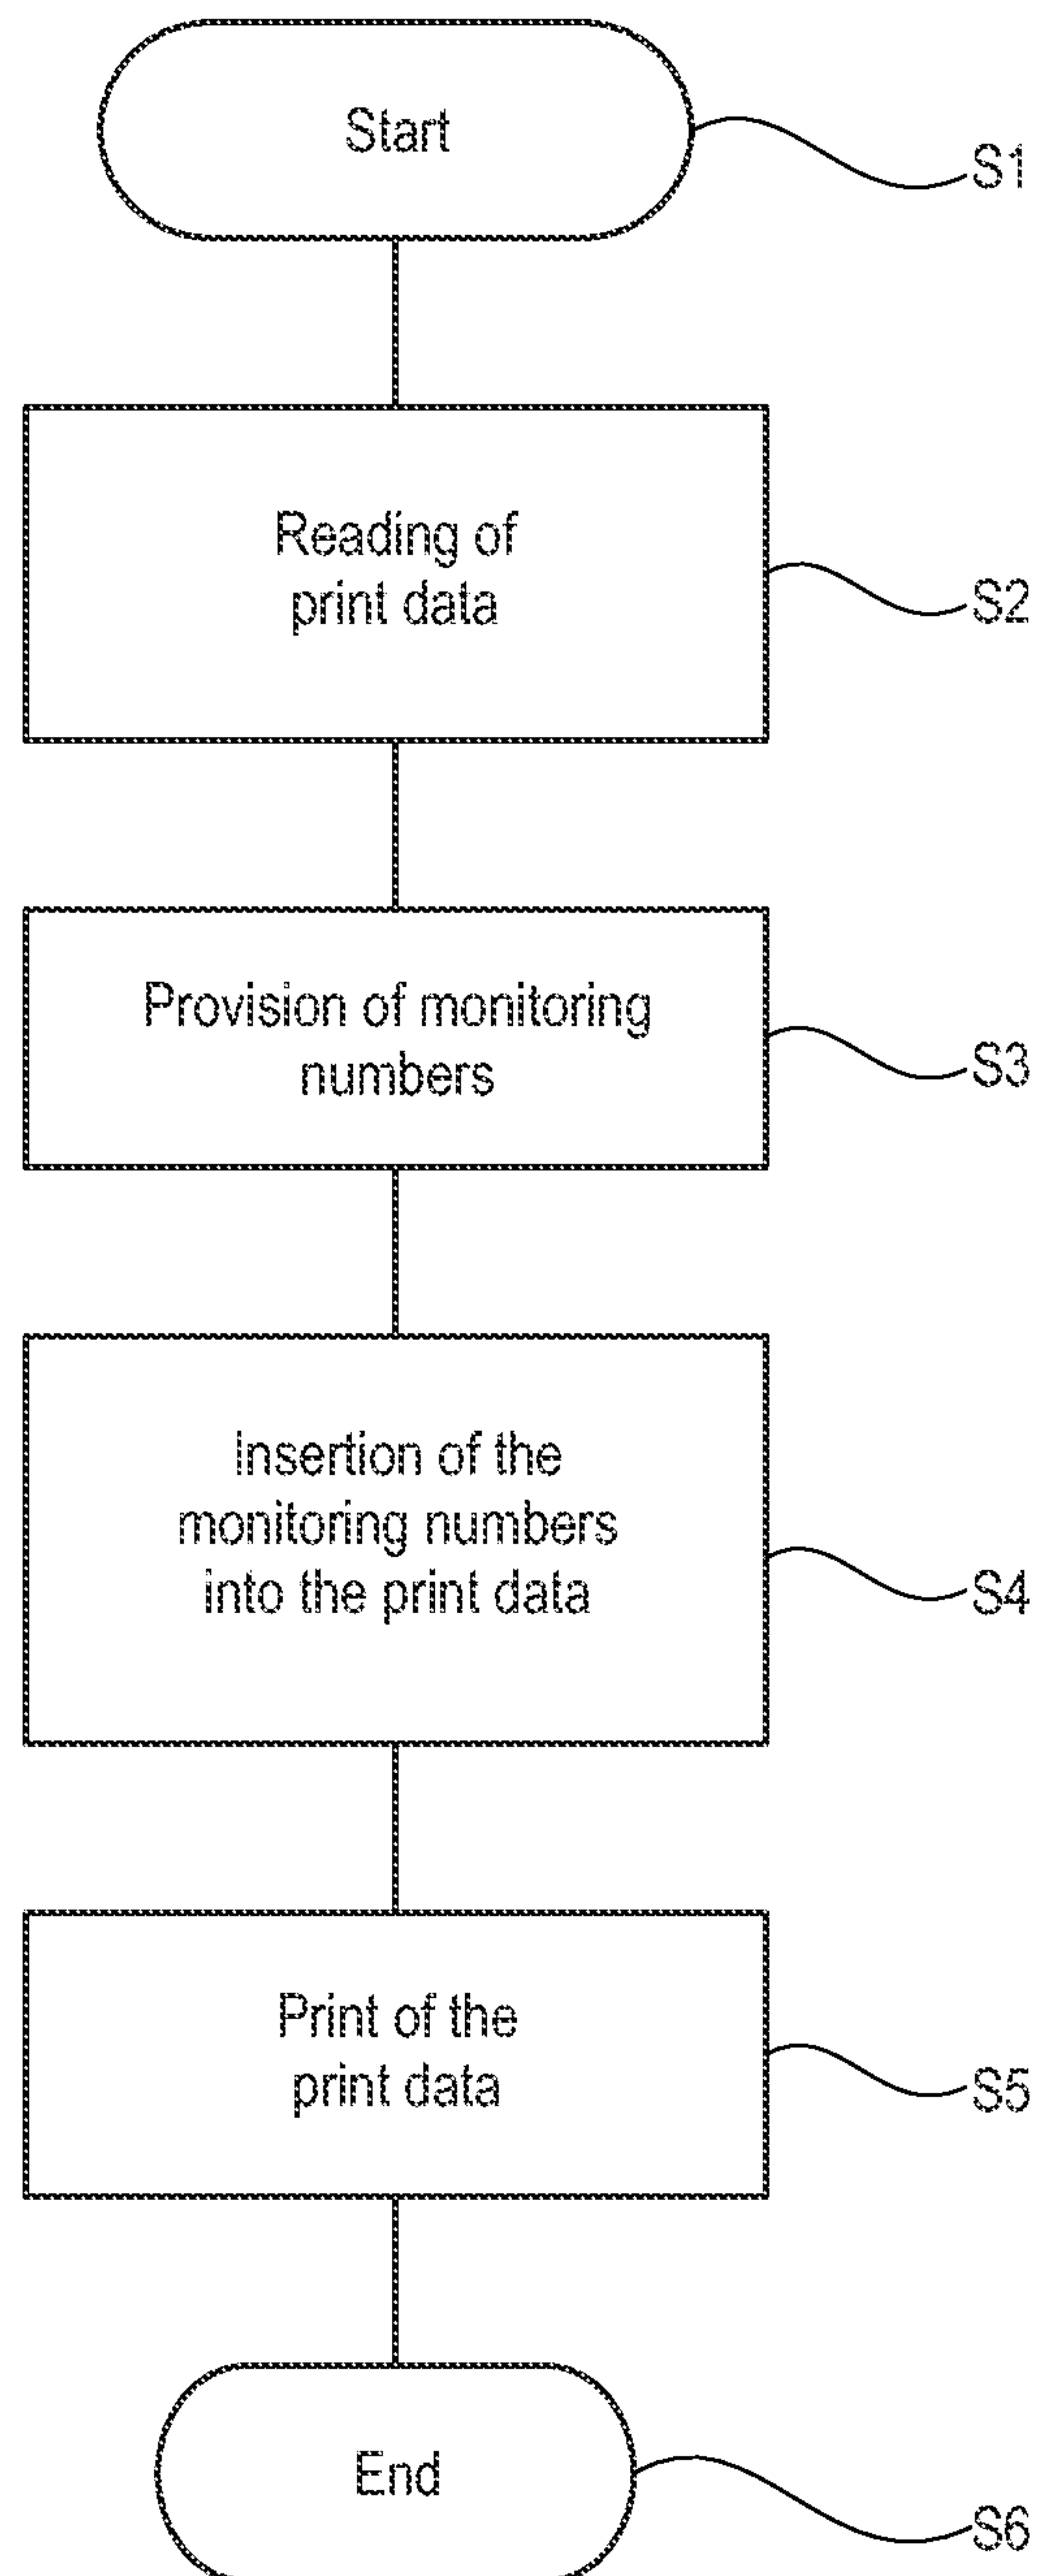 Start
S1
Reading of
print data
S2
Provision of monitoring
numbers
S3
Insertion of the
monitoring numbers
into the print data
S4
Print of the
print data
S5
End
S6